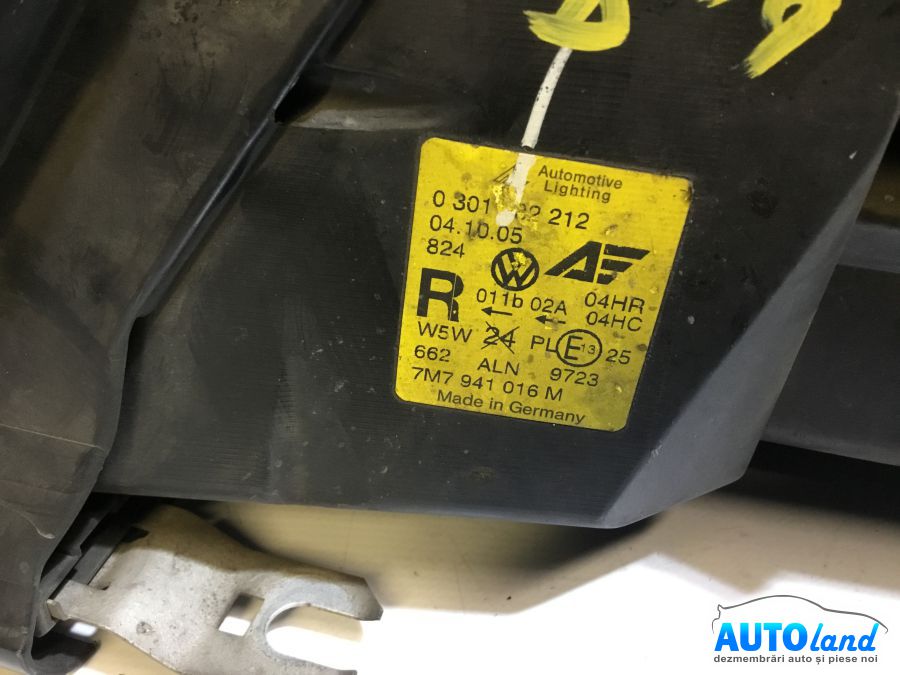 Automotive
Lighting
0 301 212
04.10.05
824
R
011b 02A
04HR
04HC
W5W 24 PL E13 25
662 ALN 9723
7M7 941 016 M
Made in Germany
AUTOland
dezmembrări auto și piese noi